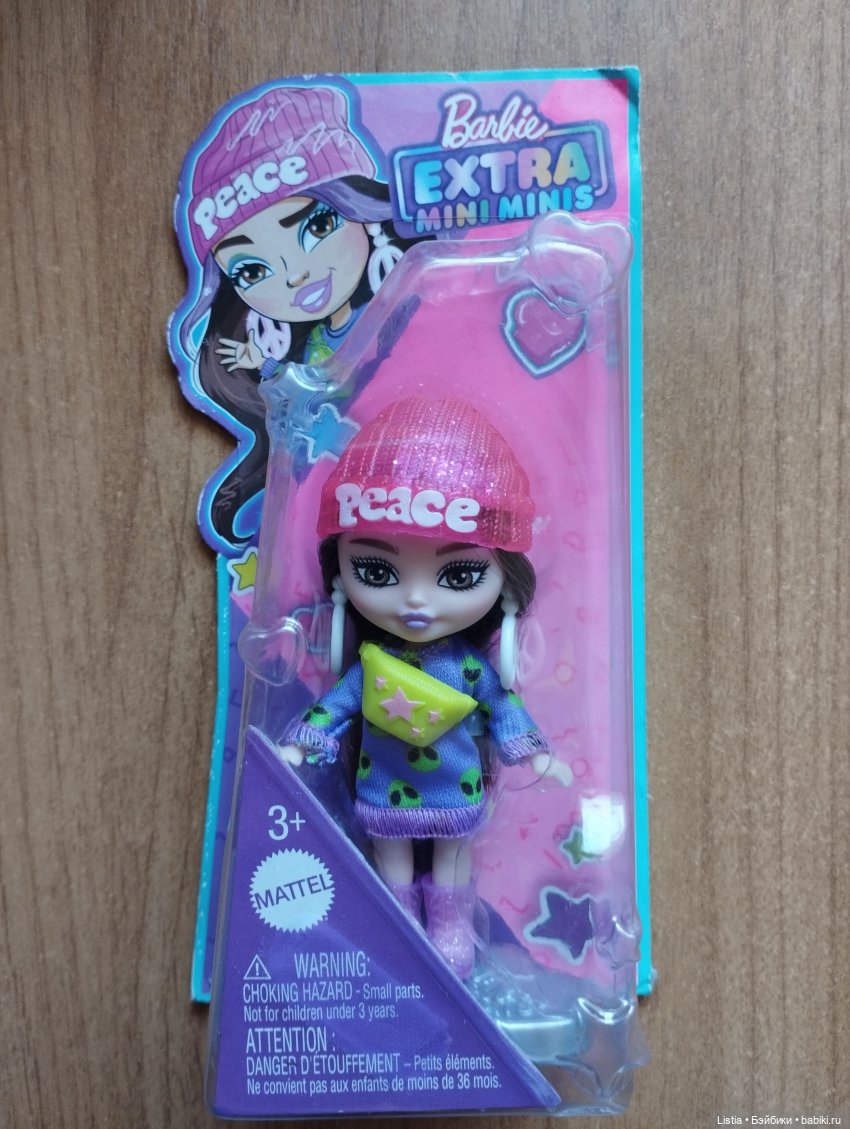 Barbie
EXTRA
MINI MINIS
Peace
Peace
3+
MATTEL
WARNING:
CHOKING HAZARD - Small parts.
Not for children under 3 years.
ATTENTION :
DANGER D'ÉTOUFFEMENT – Petits éléments.
Ne convient pas aux enfants de moins de 36 mois.
Listia • Бэйбики • babiki.ru